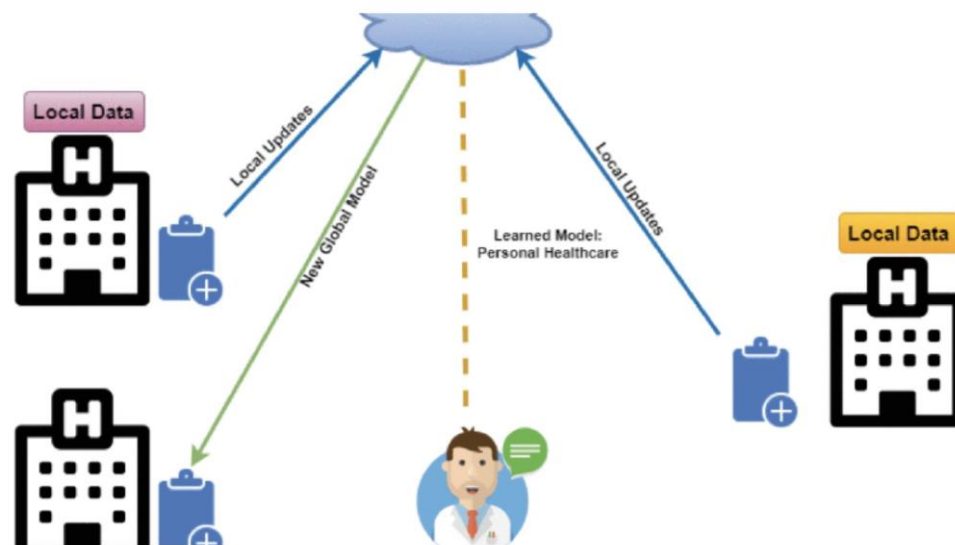 Local Data
Local Updates
New Global Model
Learned Model:
Personal Healthcare
Local Updates
Local Data
H
H
H